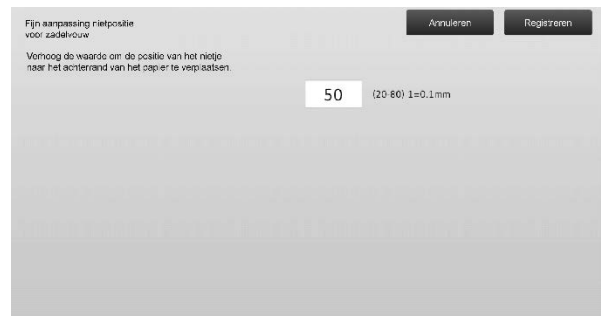 Fijn aanpassing nietpositie
voor zadelvouw
Annuleren
Registreren
Verhoog de waarde om de positie van het nietje
naar het achterrand van het papier te verplaatsen.
50
(20-80) 1=0.1mm